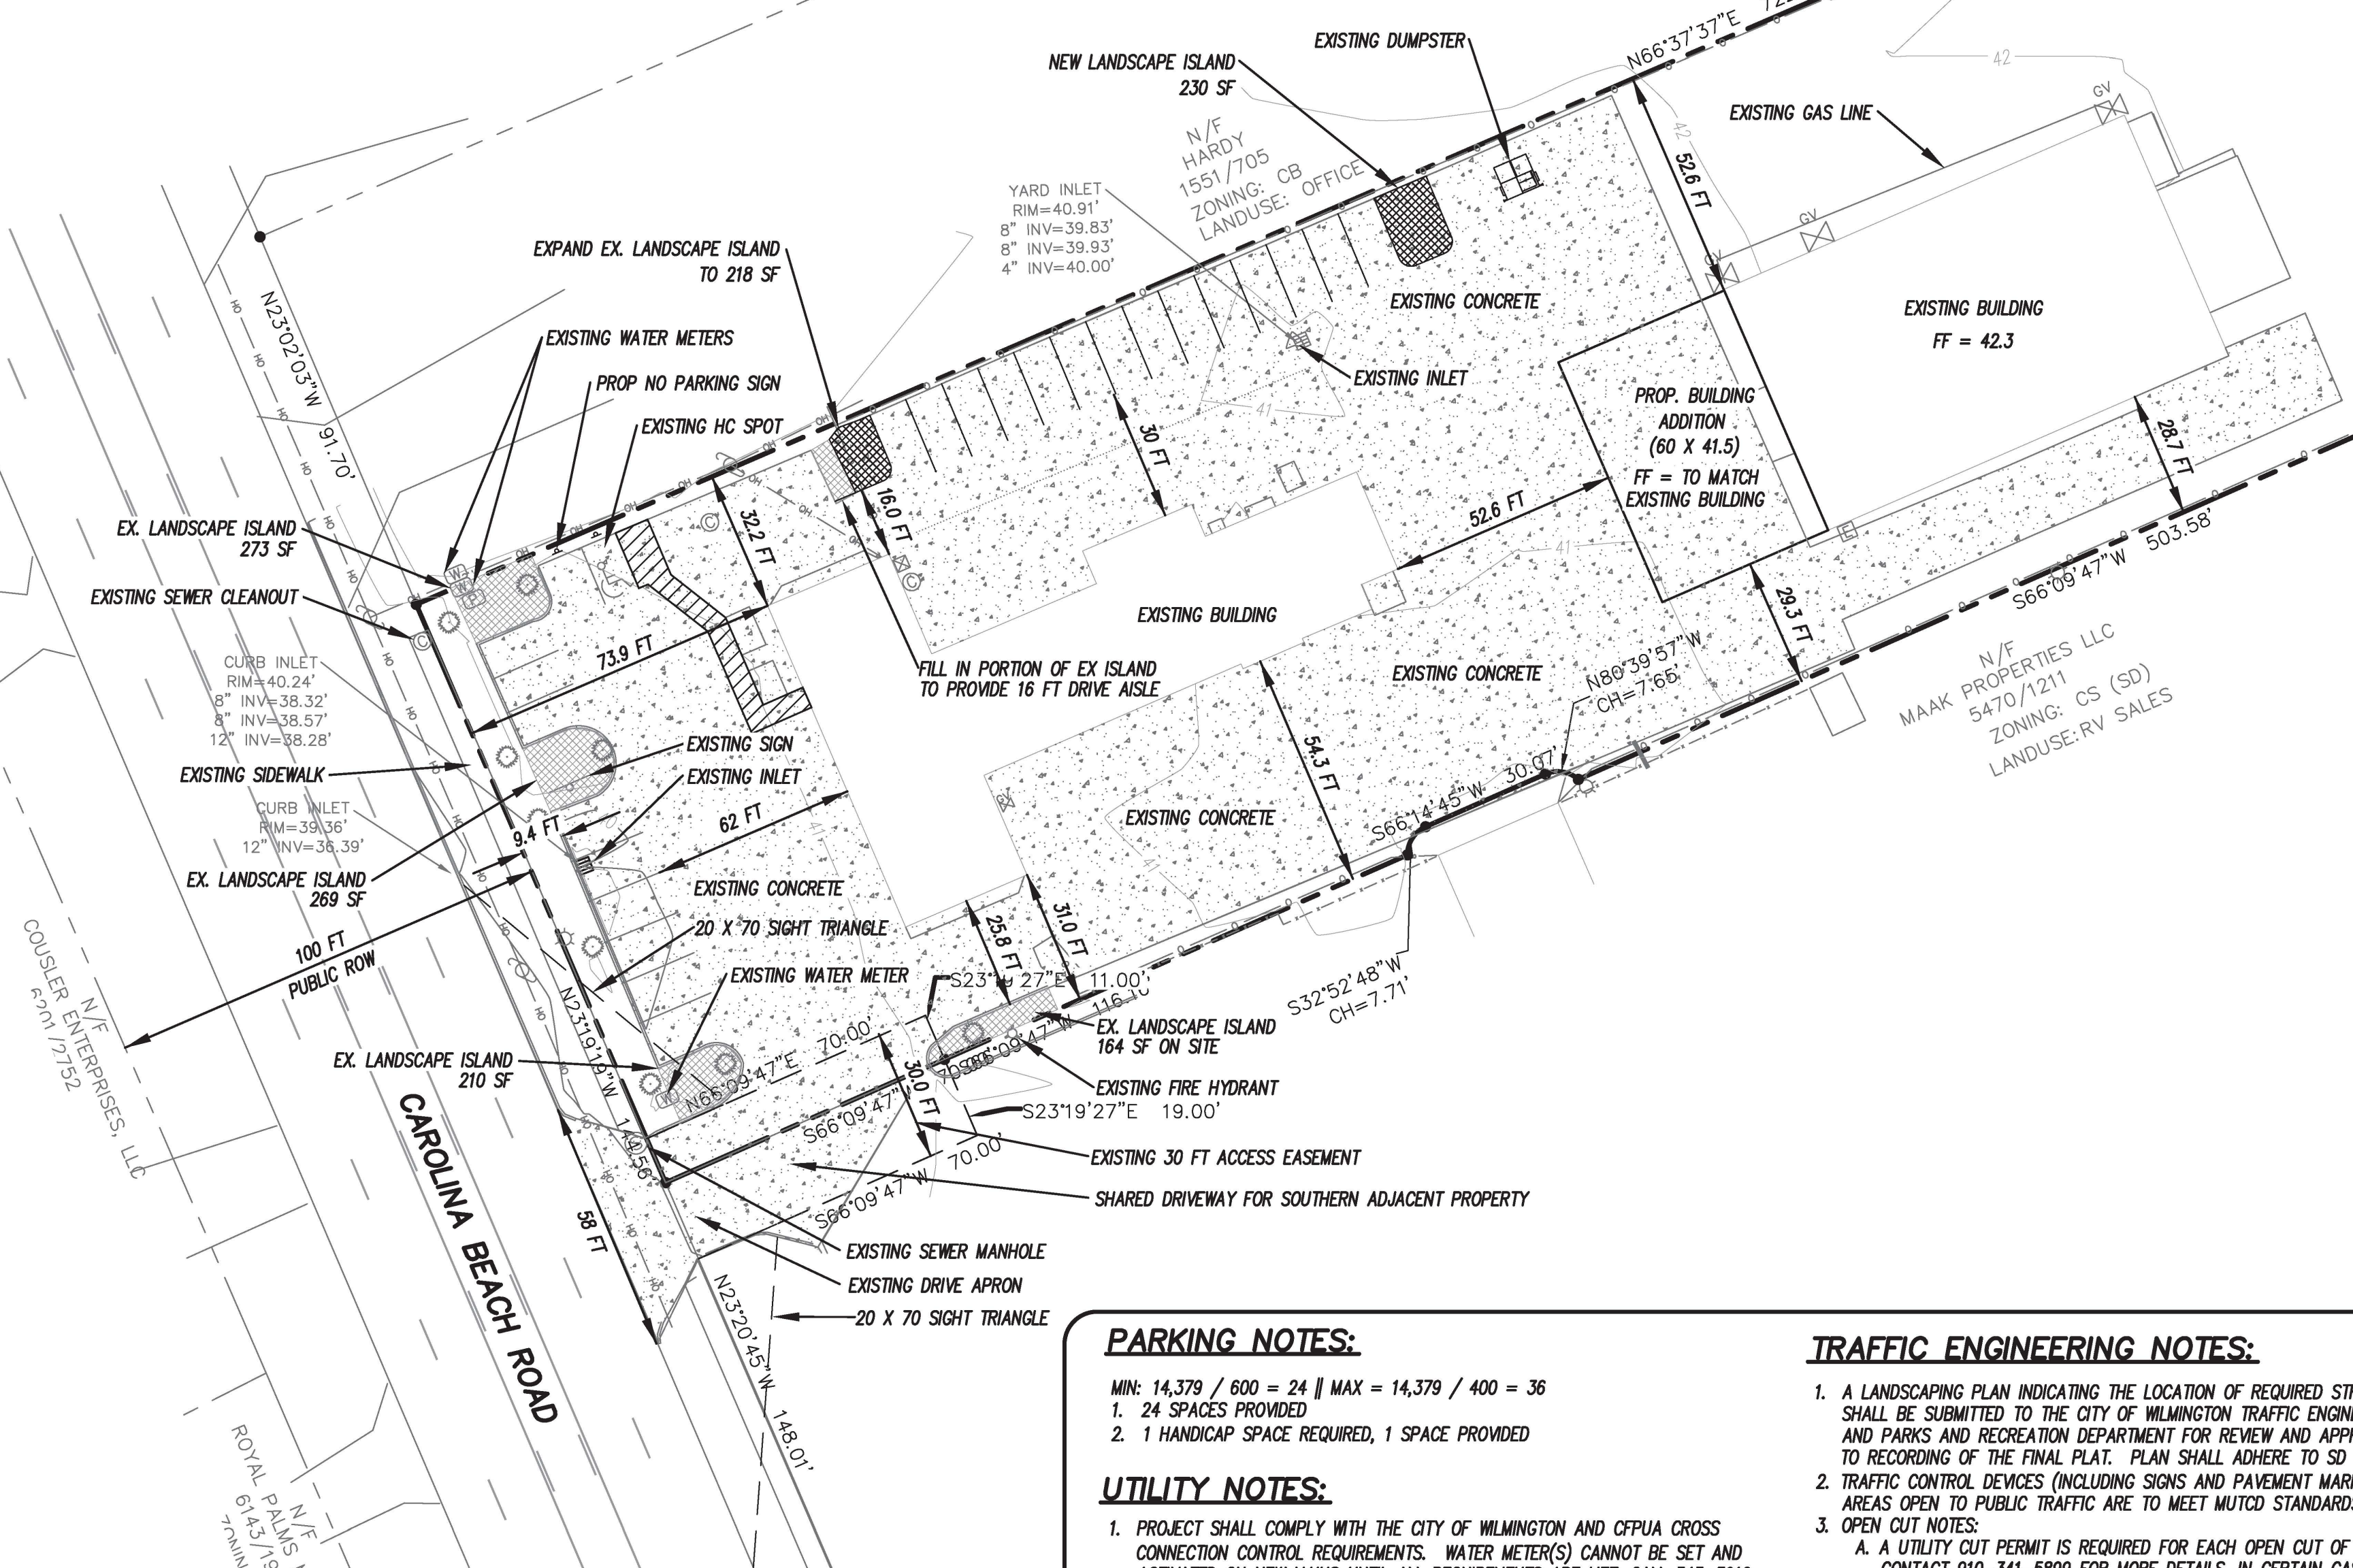 N66°37'37"E
EXISTING DUMPSTER
NEW LANDSCAPE ISLAND
230 SF
42
EXISTING GAS LINE
GV
N/F
HARDY
1551/705
ZONING: CB
LANDUSE: OFFICE
42
52.6 FT
YARD INLET
RIM=40.91'
8" INV=39.83'
8" INV=39.93'
4" INV=40.00'
GV
GV
EXPAND EX. LANDSCAPE ISLAND
TO 218 SF
N23°02'03"W 91.70'
EXISTING CONCRETE
EXISTING BUILDING
FF = 42.3
EXISTING WATER METERS
PROP NO PARKING SIGN
EXISTING INLET
EXISTING HC SPOT
41
30 FT
PROP. BUILDING
ADDITION
(60 X 41.5)
FF = TO MATCH
EXISTING BUILDING
28.7 FT
16.0 FT
32.2 FT
52.6 FT
EX. LANDSCAPE ISLAND
273 SF
41
E
S66°09'47"W 503.58'
EXISTING SEWER CLEANOUT
EXISTING BUILDING
29.3 FT
73.9 FT
FILL IN PORTION OF EX ISLAND
TO PROVIDE 16 FT DRIVE AISLE
EXISTING CONCRETE
N80°39'57"W
CH=7.65'
N/F
MAAK PROPERTIES LLC
5470/1211
ZONING: CS (SD)
LANDUSE: RV SALES
CURB INLET
RIM=40.24'
8" INV=38.32'
8" INV=38.57'
12" INV=38.28'
EXISTING SIGN
EXISTING INLET
EXISTING SIDEWALK
54.3 FT
CURB INLET
RIM=39.36'
12" INV=36.39'
9.4 FT
62 FT
41
EXISTING CONCRETE
41
S66°14'45"W 30.07'
EX. LANDSCAPE ISLAND
269 SF
EXISTING CONCRETE
20 X 70 SIGHT TRIANGLE
25.8 FT
31.0 FT
100 FT
PUBLIC ROW
EXISTING WATER METER
S32°52'48"W
CH=7.71'
N/F
COUSLER ENTERPRISES, LLC
6201/2752
N23°19'19"W 144.56'
11.00'
EX. LANDSCAPE ISLAND
164 SF ON SITE
EX. LANDSCAPE ISLAND
210 SF
N66°09'47"E 70.00'
30.0 FT
EXISTING FIRE HYDRANT
S23°19'27"E 19.00'
S66°09'47"
EXISTING 30 FT ACCESS EASEMENT
S66°09'47"W 70.00'
SHARED DRIVEWAY FOR SOUTHERN ADJACENT PROPERTY
CAROLINA BEACH ROAD
58 FT
EXISTING SEWER MANHOLE
EXISTING DRIVE APRON
20 X 70 SIGHT TRIANGLE
N23°20'45"W 148.01'
N/F
ROYAL PALMS
6143/19
PARKING NOTES:
MIN: 14,379 / 600 = 24 || MAX = 14,379 / 400 = 36
1. 24 SPACES PROVIDED
2. 1 HANDICAP SPACE REQUIRED, 1 SPACE PROVIDED
UTILITY NOTES:
1. PROJECT SHALL COMPLY WITH THE CITY OF WILMINGTON AND CFPUA CROSS
CONNECTION CONTROL REQUIREMENTS. WATER METER(S) CANNOT BE SET AND
TRAFFIC ENGINEERING NOTES:
1. A LANDSCAPING PLAN INDICATING THE LOCATION OF REQUIRED
SHALL BE SUBMITTED TO THE CITY OF WILMINGTON TRAFFIC
AND PARKS AND RECREATION DEPARTMENT FOR REVIEW AND
TO RECORDING OF THE FINAL PLAT. PLAN SHALL ADHERE TO SD
2. TRAFFIC CONTROL DEVICES (INCLUDING SIGNS AND PAVEMENT
AREAS OPEN TO PUBLIC TRAFFIC ARE TO MEET MUTCD STANDARDS
3. OPEN CUT NOTES:
A. A UTILITY CUT PERMIT IS REQUIRED FOR EACH OPEN CUT OF